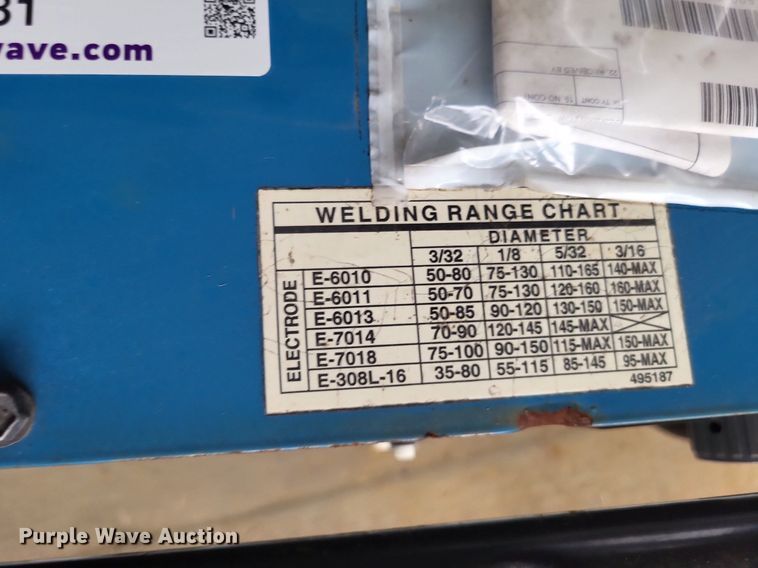 31
wave.com
WELDING RANGE CHART
DIAMETER
3/32 1/8 5/32 3/16
ELECTRODE
E-6010 50-80 75-130 110-165 140-MAX
E-6011 50-70 75-130 120-160 160-MAX
E-6013 50-85 90-120 130-150 150-MAX
E-7014 70-90 120-145 145-MAX
E-7018 75-100 90-150 115-MAX 150-MAX
E-308L-16 35-80 55-115 85-145 95-MAX
495187
Purple Wave Auction